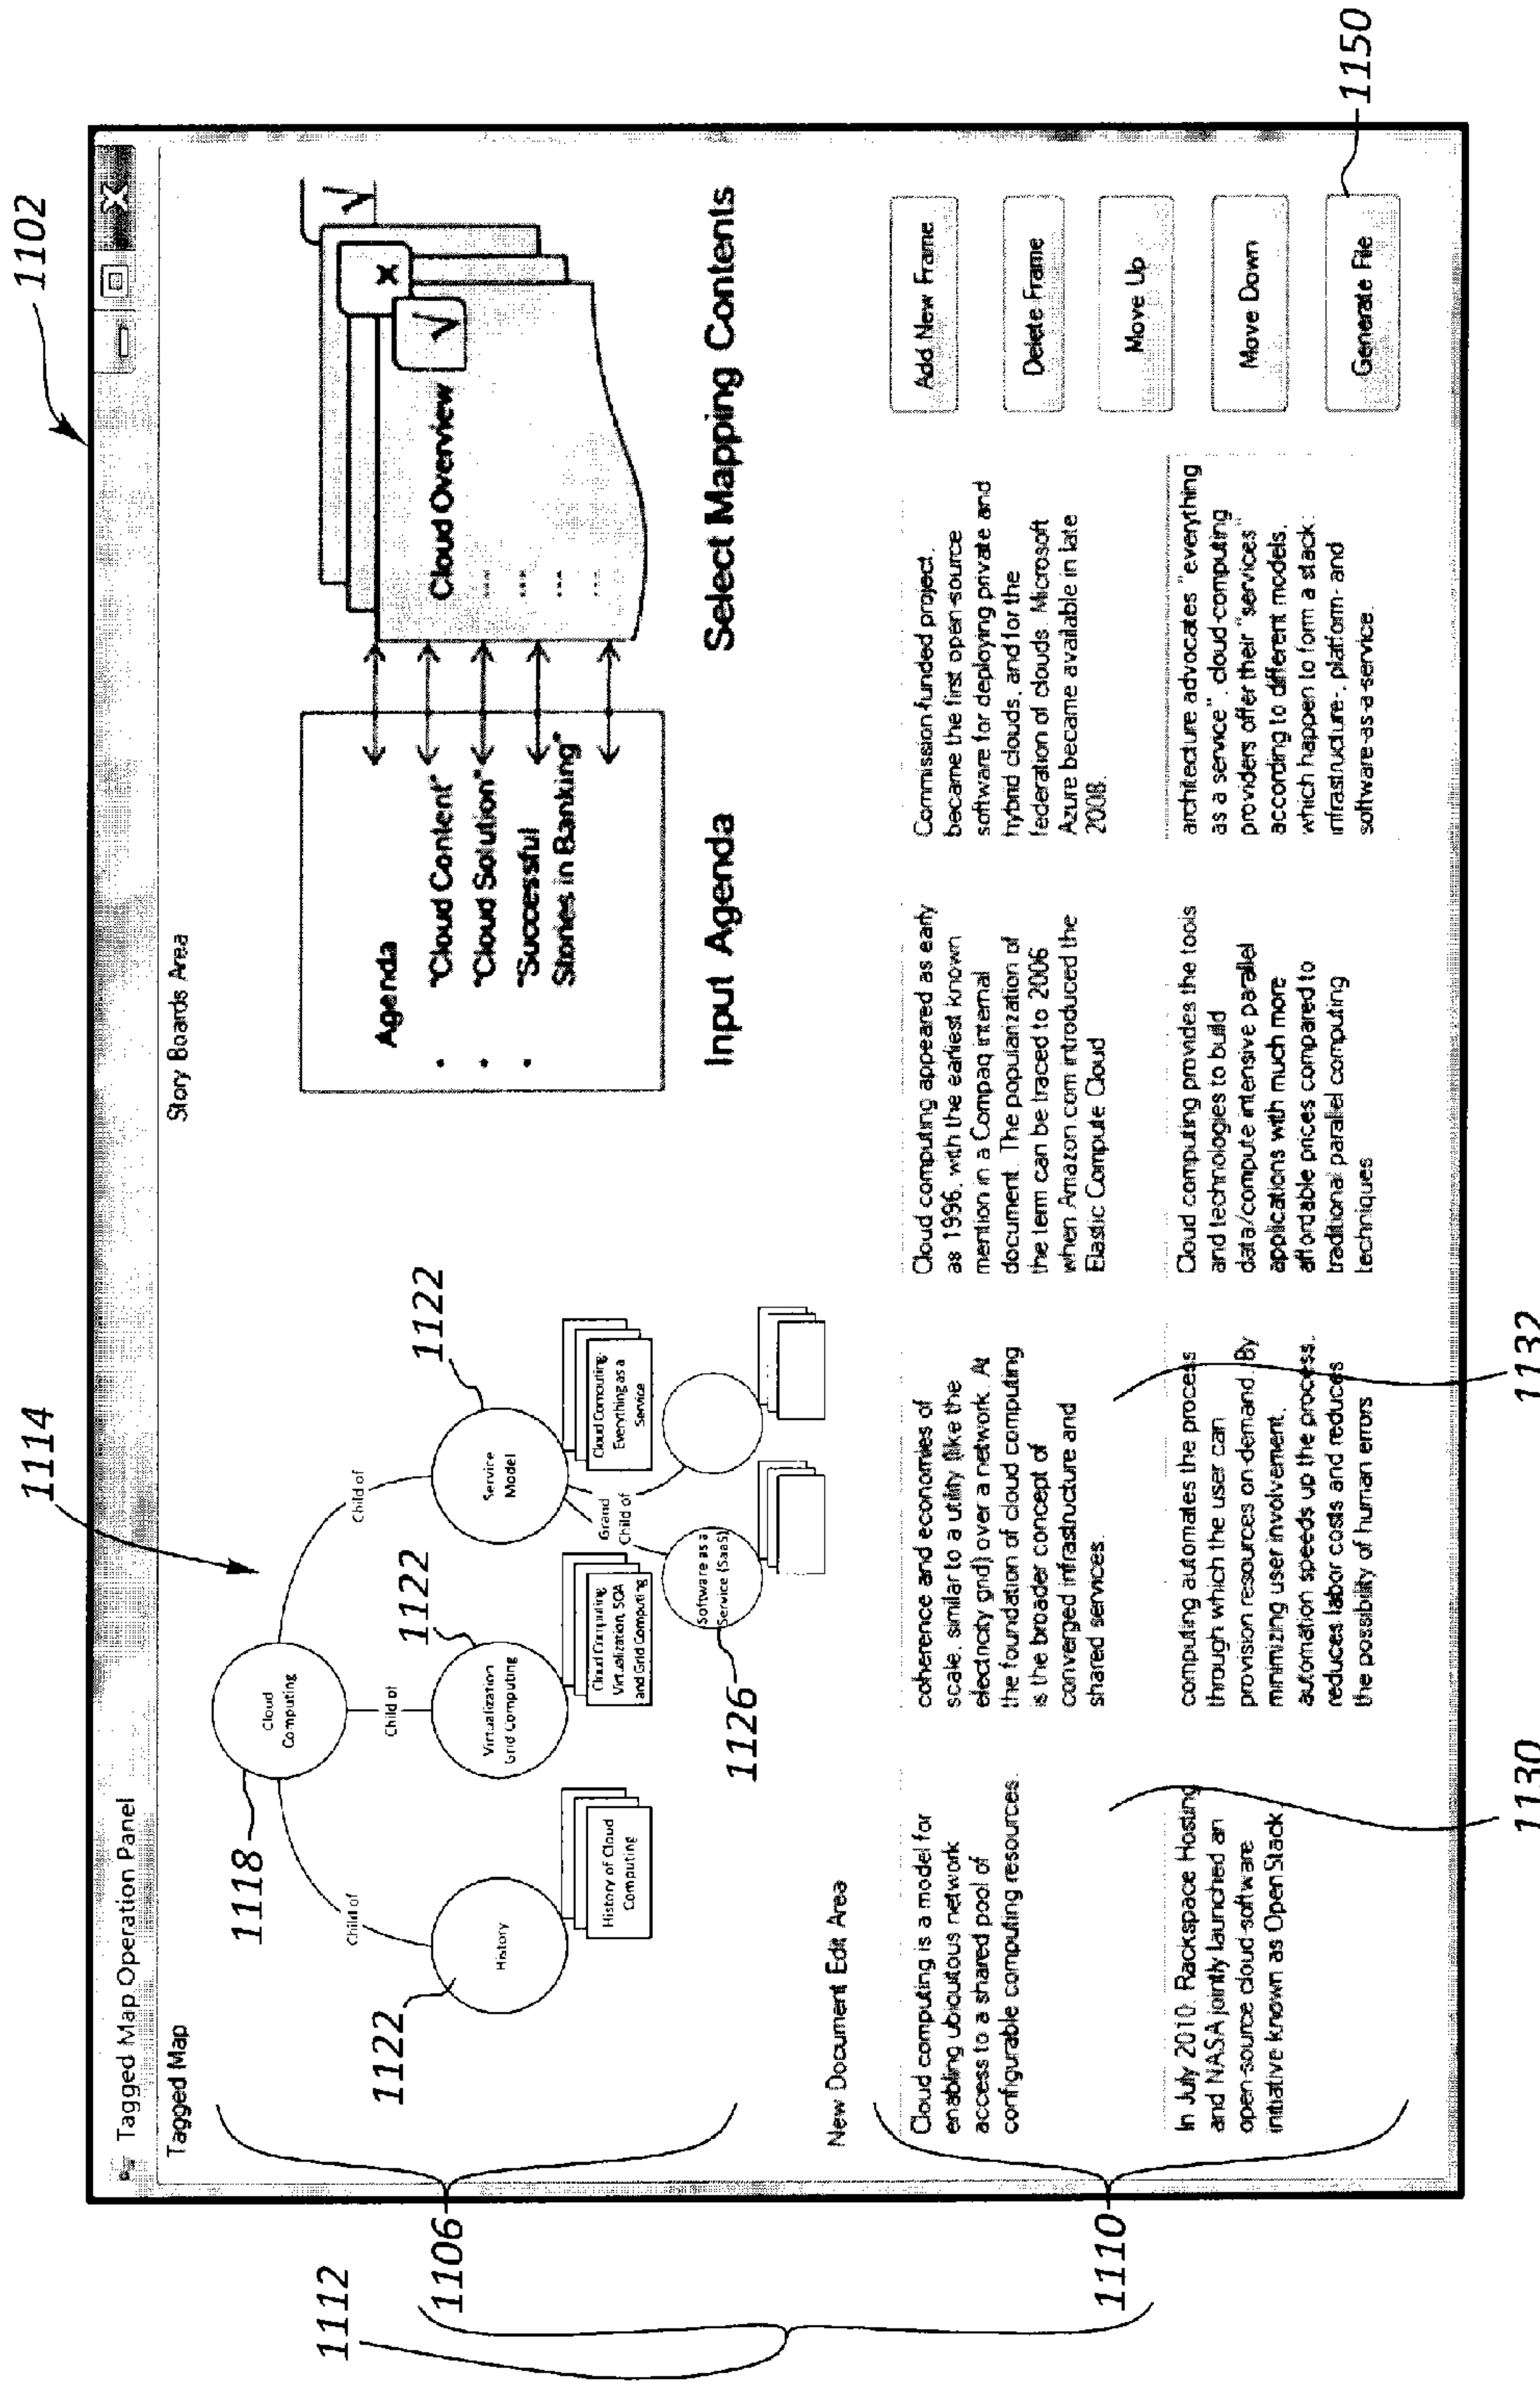 1102
1114
Tagged Map Operation Panel
X
Tagged Map
Story Boards Area
1118
Cloud
Computing
Child of
Child of
Child of
1122
History
1122
Virtualization
Grid Computing
1122
Service
Model
History of Cloud
Computing
Cloud Computing
Virtualization, SOA
and Grid Computing
Cloud Computing:
Everything as a
Service
Grand
Child of
1126
Software as a
Service (SaaS)
Agenda
• "Cloud Content"
• "Cloud Solution"
• "Successful
Stories in Banking"
Input Agenda
Cloud Overview
....
...
...
...
X
√
√
Select Mapping Contents
1112
1106
1110
New Document Edit Area
Cloud computing is a model for
enabling ubiquitous network
access to a shared pool of
configurable computing resources.
coherence and economies of
scale, similar to a utility (like the
electricity grid) over a network. At
the foundation of cloud computing
is the broader concept of
converged infrastructure and
shared services.
Cloud computing appeared as early
as 1996, with the earliest known
mention in a Compaq internal
document. The popularization of
the term can be traced to 2006
when Amazon.com introduced the
Elastic Compute Cloud
Commission-funded project,
became the first open-source
software for deploying private and
hybrid clouds, and for the
federation of clouds. Microsoft
Azure became available in late
2008.
In July 2010, Rackspace Hosting
and NASA jointly launched an
open-source cloud-software
initiative known as OpenStack
computing automates the process
through which the user can
provision resources on-demand. By
minimizing user involvement,
automation speeds up the process,
reduces labor costs and reduces
the possibility of human errors
Cloud computing provides the tools
and technologies to build
data/compute intensive parallel
applications with much more
affordable prices compared to
traditional parallel computing
techniques
architecture advocates "everything
as a service", cloud-computing
providers offer their "services"
according to different models,
which happen to form a stack:
infrastructure-, platform- and
software-as-a-service.
Add New Frame
Delete Frame
Move Up
Move Down
Generate File
1150
1130
1132